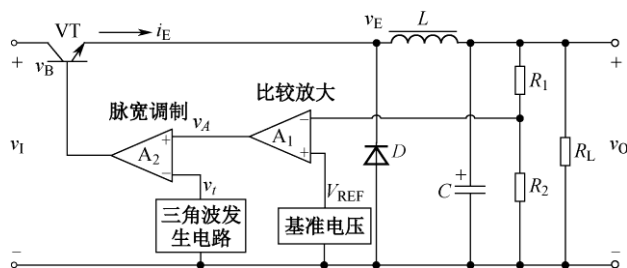 VT
i_E
v_E
L
+
v_B
v_I
−
脉宽调制
v_A
A_2
+
−
v_t
三角波发
生电路
比较放大
A_1
−
+
V_REF
基准电压
D
+
C
R_1
R_2
R_L
+
v_O
−